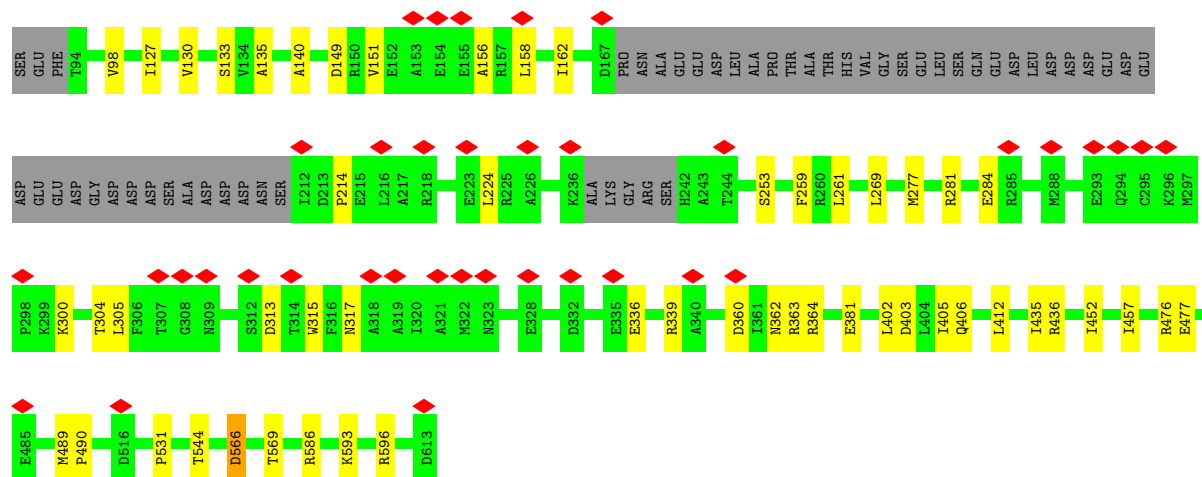 SER GLU PHE T94 V98 I127 V130 S133 V134 A135 A140 D149 R150 V151 E152 A153 E154 E155 A156 R157 L158 I162 D167 PRO ASN ALA GLU GLU ASP LEU ALA PRO THR ALA THR HIS VAL GLY SER GLU LEU SER GLN GLU ASP LEU ASP ASP ASP GLU ASP GLU
ASP GLU GLU ASP GLY ASP ASP ASP SER ALA ASP ASP ASP ASN SER I212 D213 P214 E215 L216 A217 R218 E223 L224 R225 A226 K236 ALA LYS GLY ARG SER H242 A243 T244 S253 F259 R260 L261 L269 M277 R281 E284 R285 M288 E293 Q294 C295 K296 M297
P298 K299 K300 T304 L305 F306 T307 G308 N309 S312 D313 T314 W315 F316 N317 A318 A319 I320 A321 M322 N323 E328 D332 E335 E336 R339 A340 D360 I361 N362 R363 R364 E381 L402 D403 L404 I405 Q406 L412 I435 R436 I452 I457 R476 E477
E485 M489 P490 D516 P531 T544 D566 T569 R586 K593 R596 D613